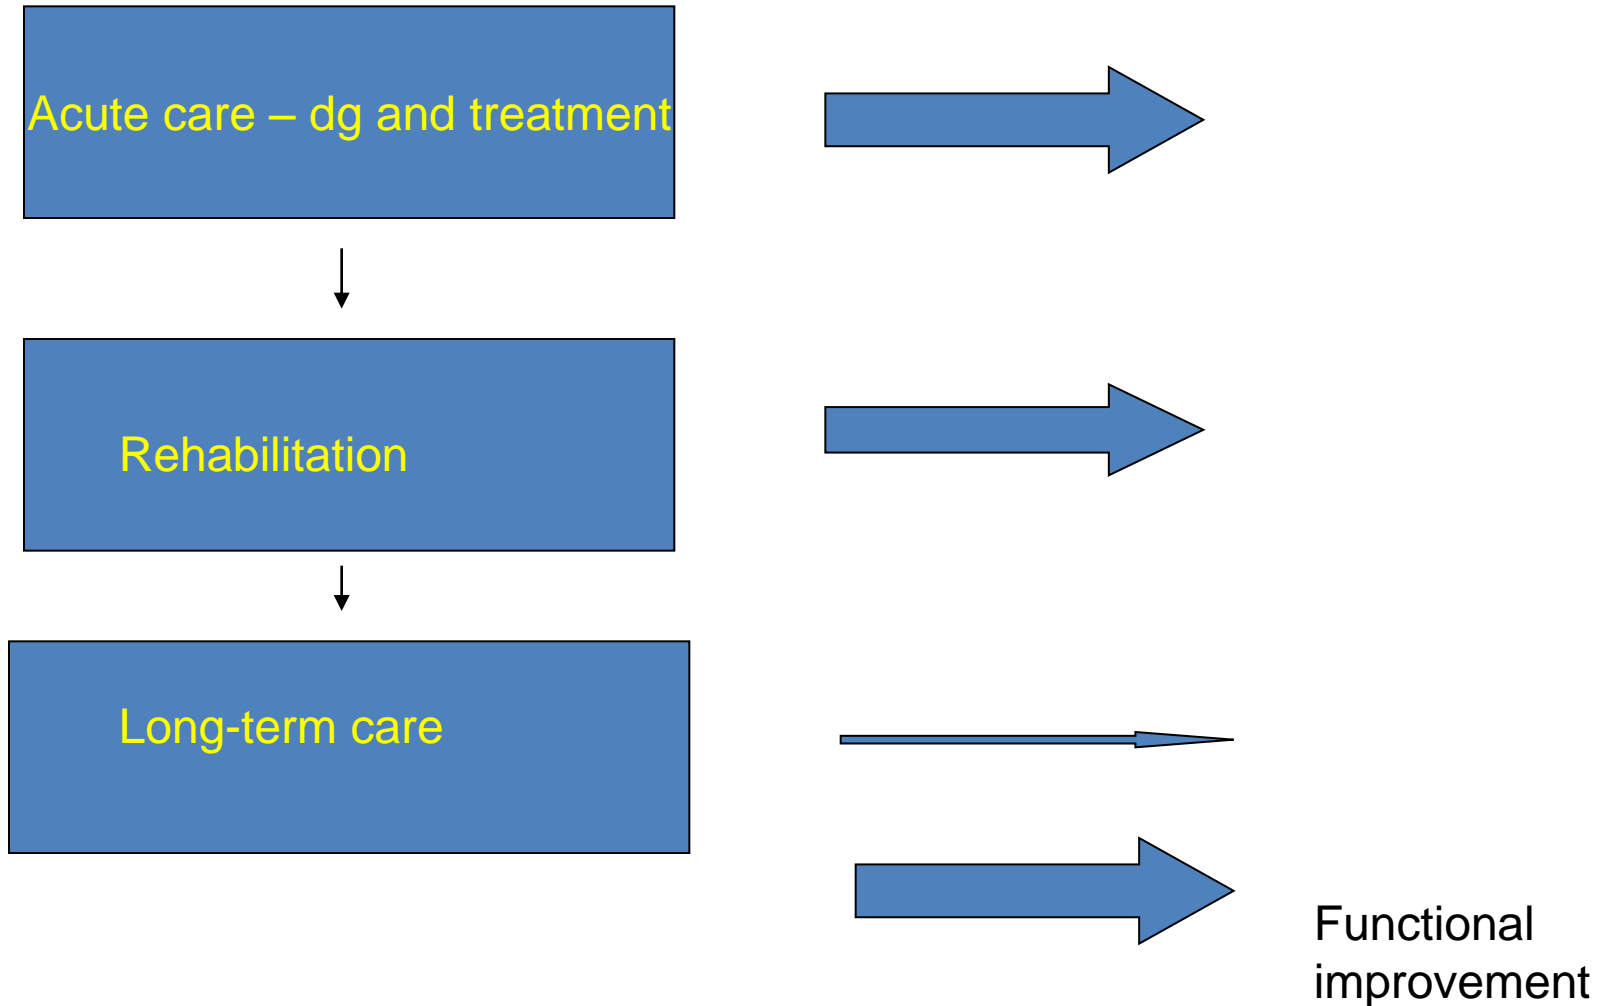 Acute care – dg and treatment
Rehabilitation
Long-term care
Functional
improvement